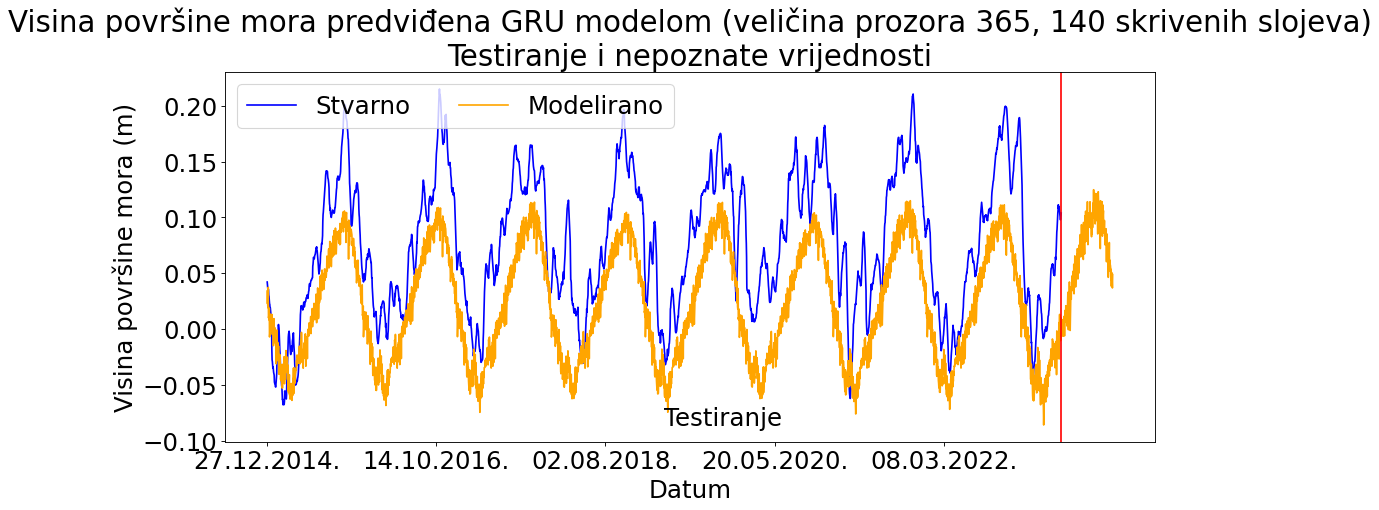 Visina površine mora predviđena GRU modelom (veličina prozora 365, 140 skrivenih slojeva)
Testiranje i nepoznate vrijednosti
Stvarno
Modelirano
Visina površine mora (m)
0.20
0.15
0.10
0.05
0.00
−0.05
−0.10
Testiranje
27.12.2014. 14.10.2016. 02.08.2018. 20.05.2020. 08.03.2022.
Datum